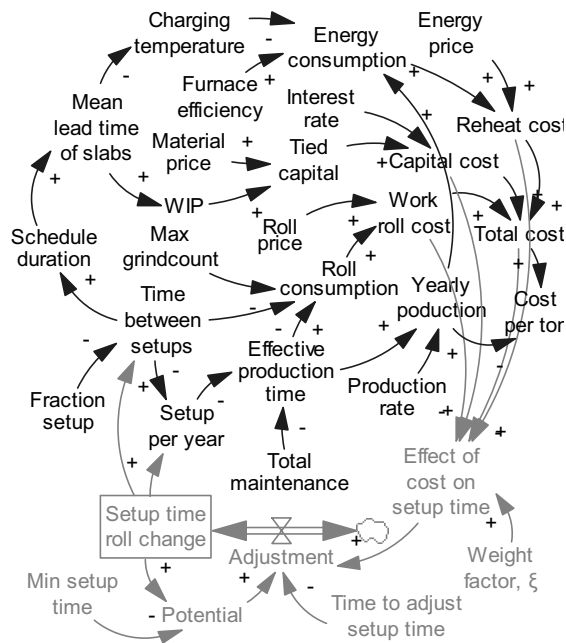 Charging
temperature
Energy
consumption
Energy
price
Furnace
efficiency
Mean
lead time
of slabs
Interest
rate
Reheat cost
Material
price
Tied
capital
Capital cost
WIP
Roll
price
Work
roll cost
Total cost
Schedule
duration
Max
grindcount
Roll
consumption
Yearly
poduction
Cost
per ton
Time
between
setups
Effective
production
time
Production
rate
Fraction
setup
Setup
per year
Total
maintenance
Effect of
cost on
setup time
Setup time
roll change
Adjustment
Weight
factor, ξ
Min setup
time
Potential
Time to adjust
setup time